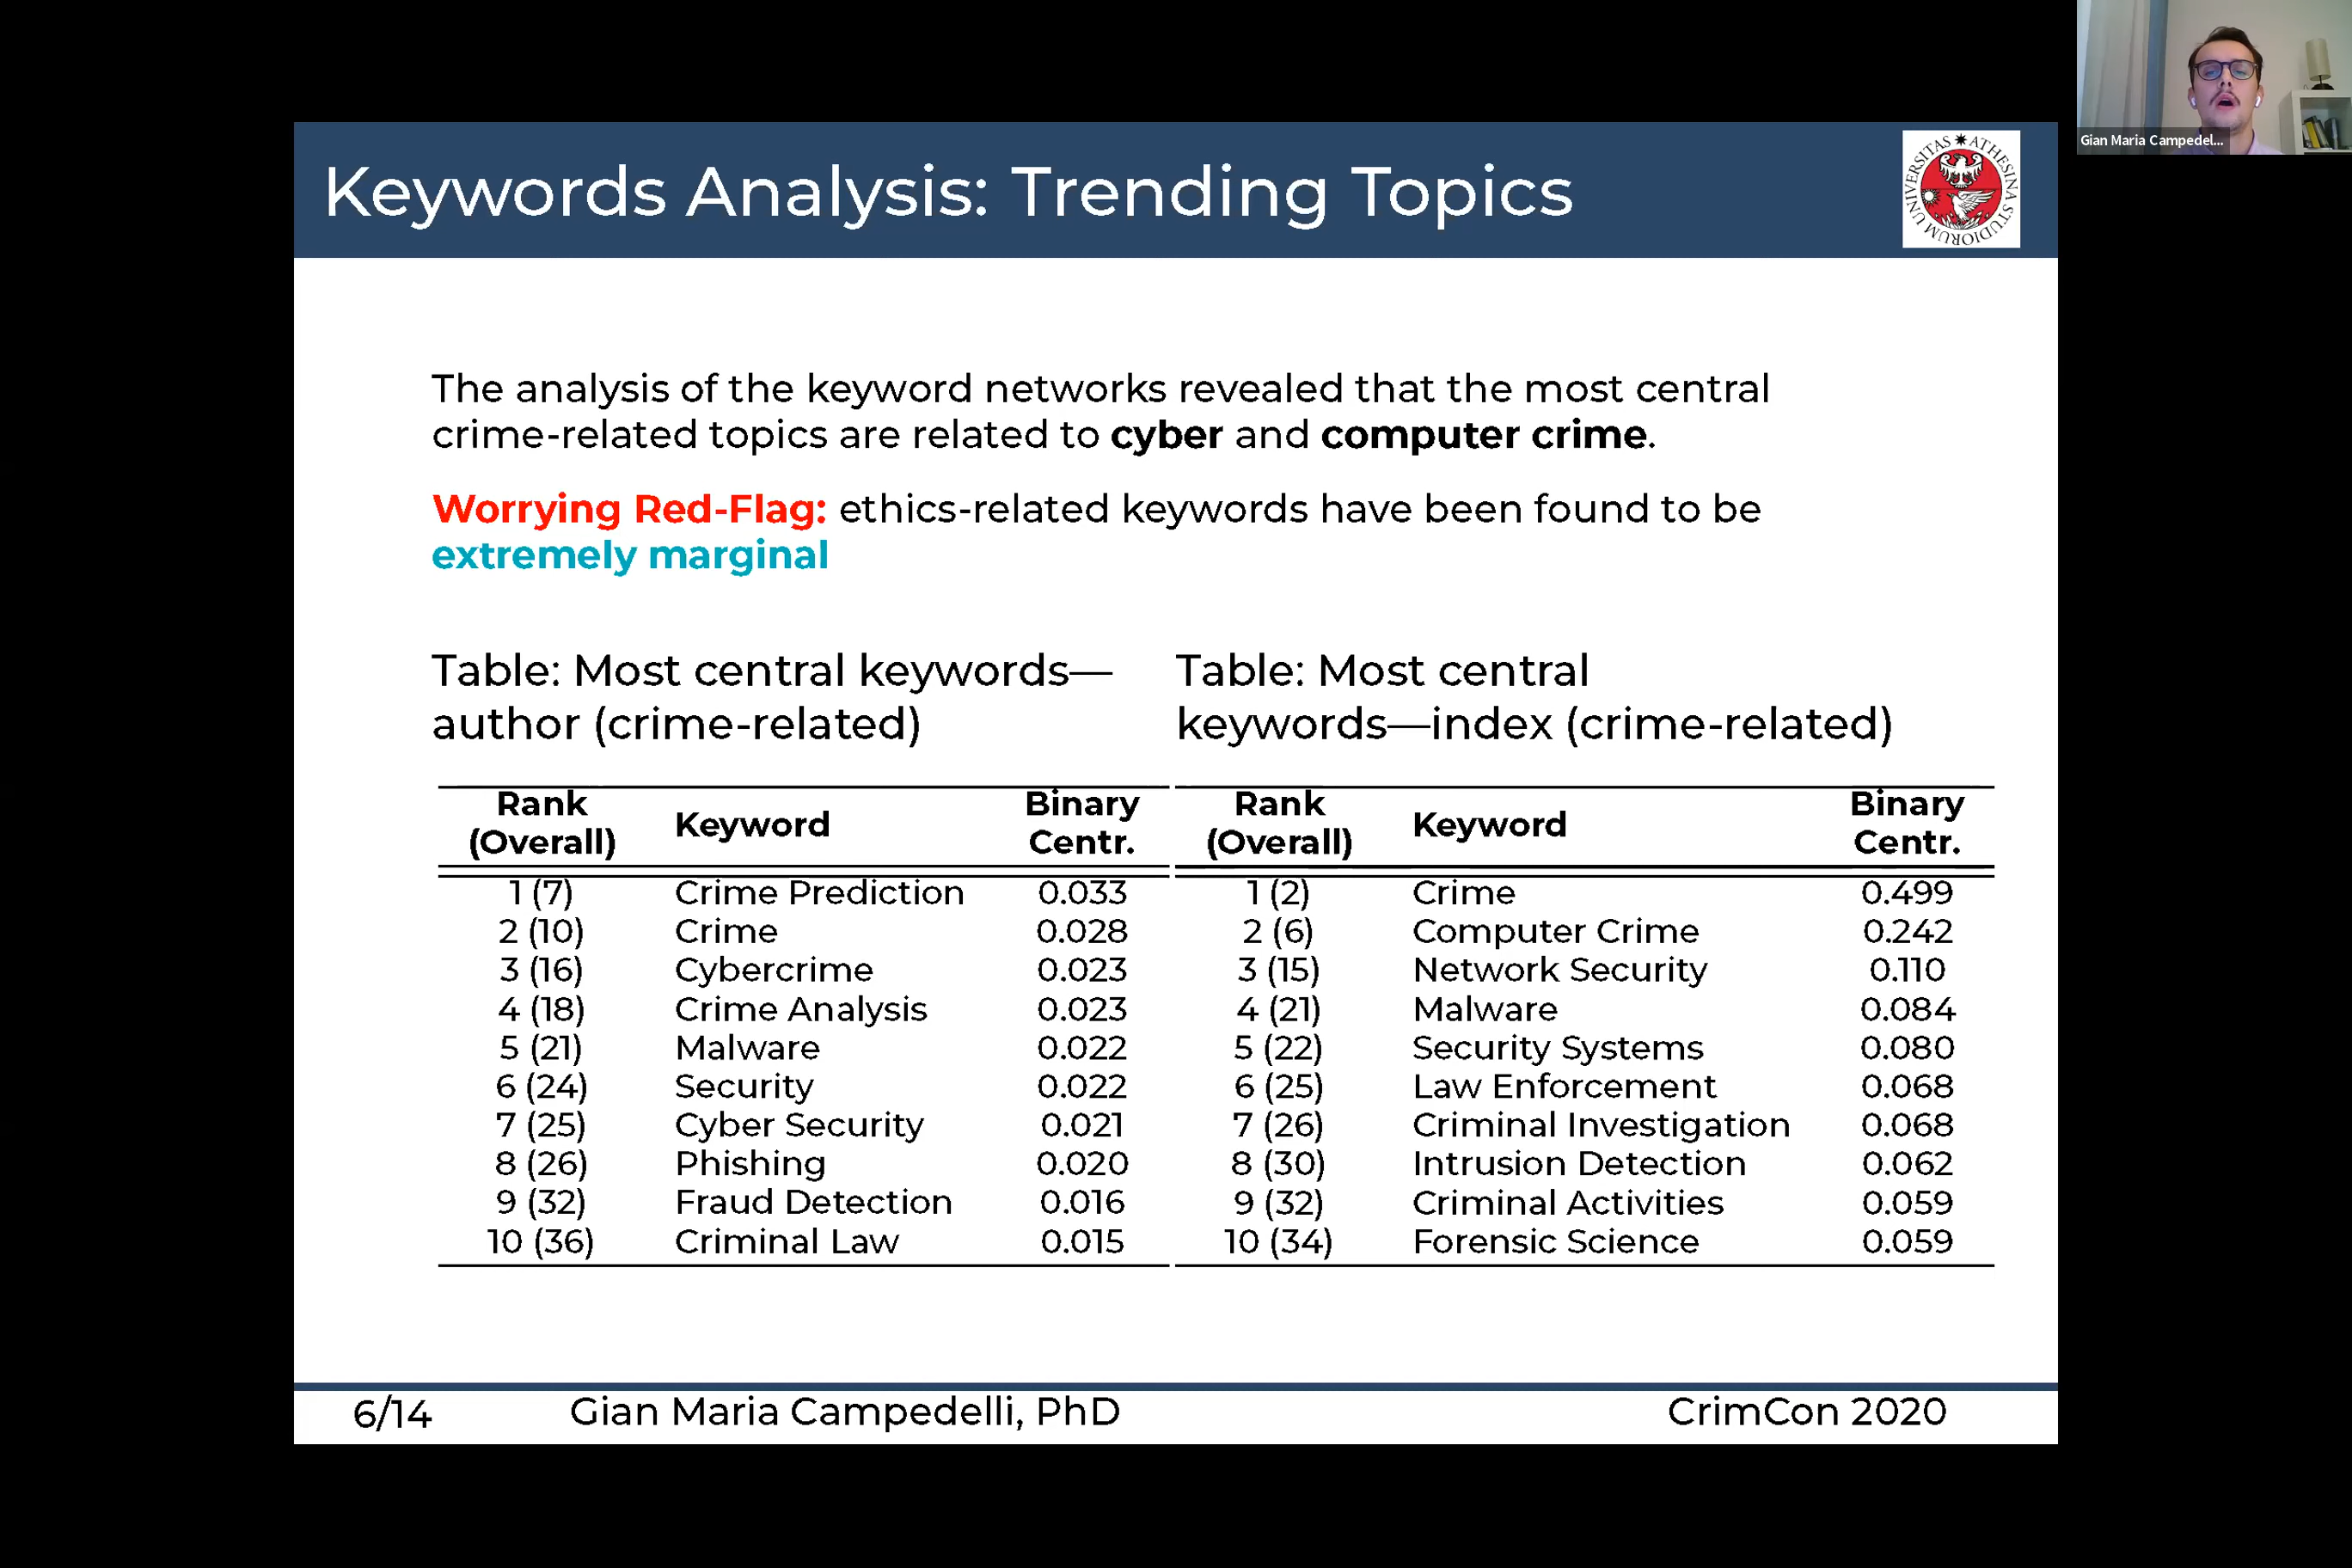 Gian Maria Campedel...
Keywords Analysis: Trending Topics
UNIVERSITAS ATHESINA STUDIORUM
The analysis of the keyword networks revealed that the most central
crime-related topics are related to cyber and computer crime.
Worrying Red-Flag: ethics-related keywords have been found to be
extremely marginal
Table: Most central keywords—
author (crime-related)
Rank (Overall) Keyword Binary Centr.
1 (7) Crime Prediction 0.033
2 (10) Crime 0.028
3 (16) Cybercrime 0.023
4 (18) Crime Analysis 0.023
5 (21) Malware 0.022
6 (24) Security 0.022
7 (25) Cyber Security 0.021
8 (26) Phishing 0.020
9 (32) Fraud Detection 0.016
10 (36) Criminal Law 0.015
Table: Most central
keywords—index (crime-related)
Rank (Overall) Keyword Binary Centr.
1 (2) Crime 0.499
2 (6) Computer Crime 0.242
3 (15) Network Security 0.110
4 (21) Malware 0.084
5 (22) Security Systems 0.080
6 (25) Law Enforcement 0.068
7 (26) Criminal Investigation 0.068
8 (30) Intrusion Detection 0.062
9 (32) Criminal Activities 0.059
10 (34) Forensic Science 0.059
6/14 Gian Maria Campedelli, PhD CrimCon 2020